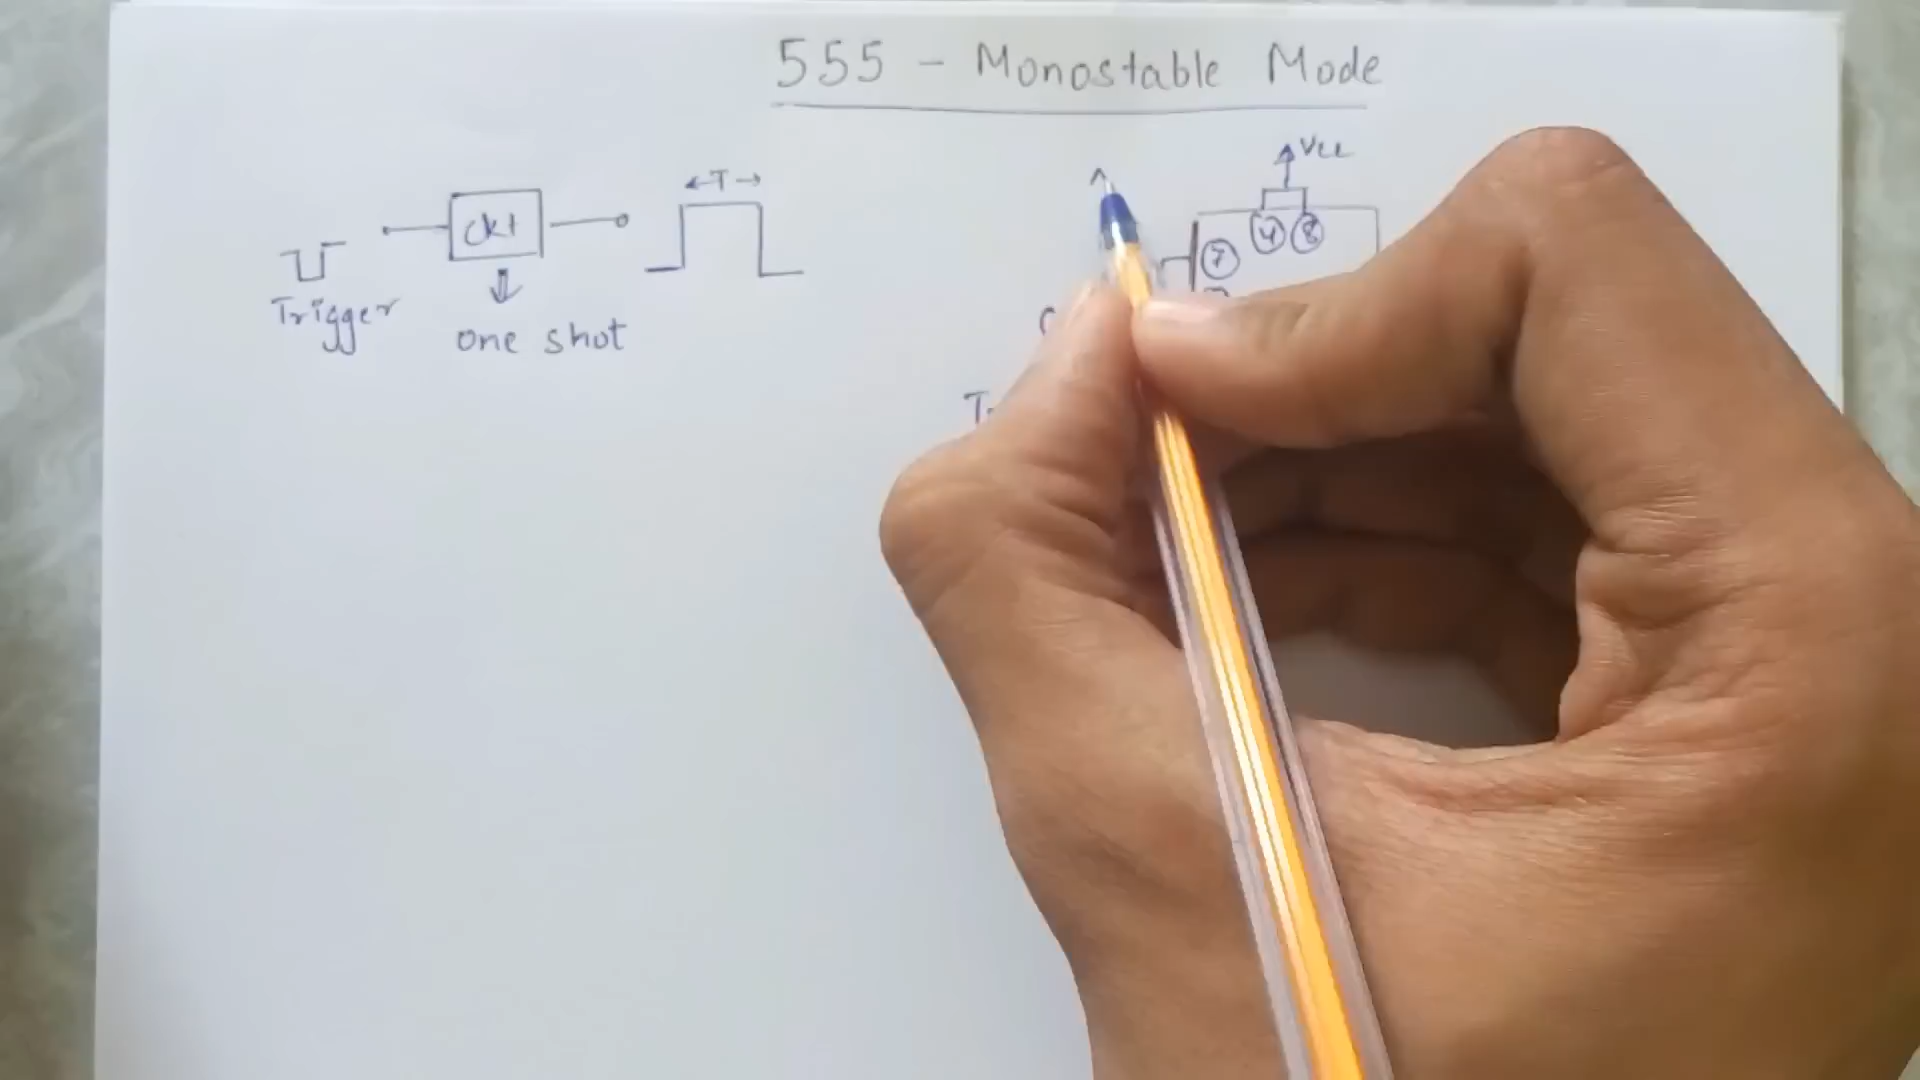 555 - Monostable Mode
Vcc
← T →
ckt
4
8
7
Trigger
one shot